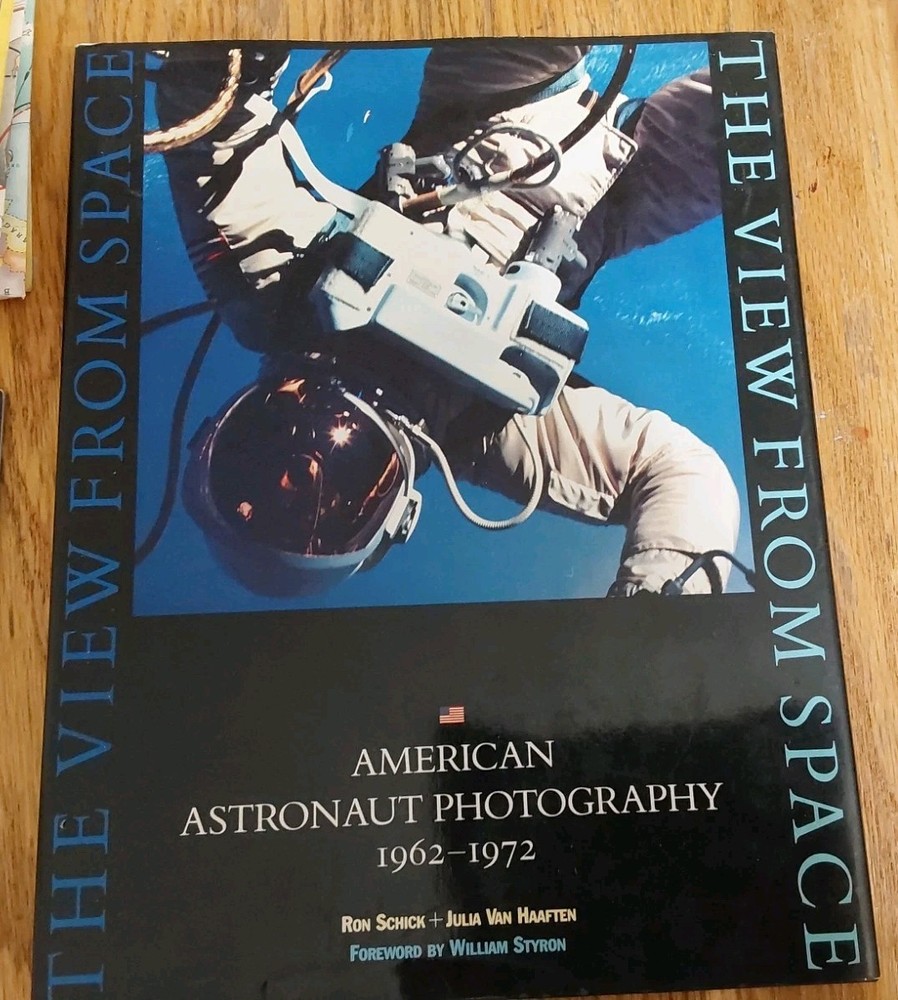 THE VIEW FROM SPACE
THE VIEW FROM SPACE
AMERICAN
ASTRONAUT PHOTOGRAPHY
1962–1972
RON SCHICK + JULIA VAN HAAFTEN
FOREWORD BY WILLIAM STYRON